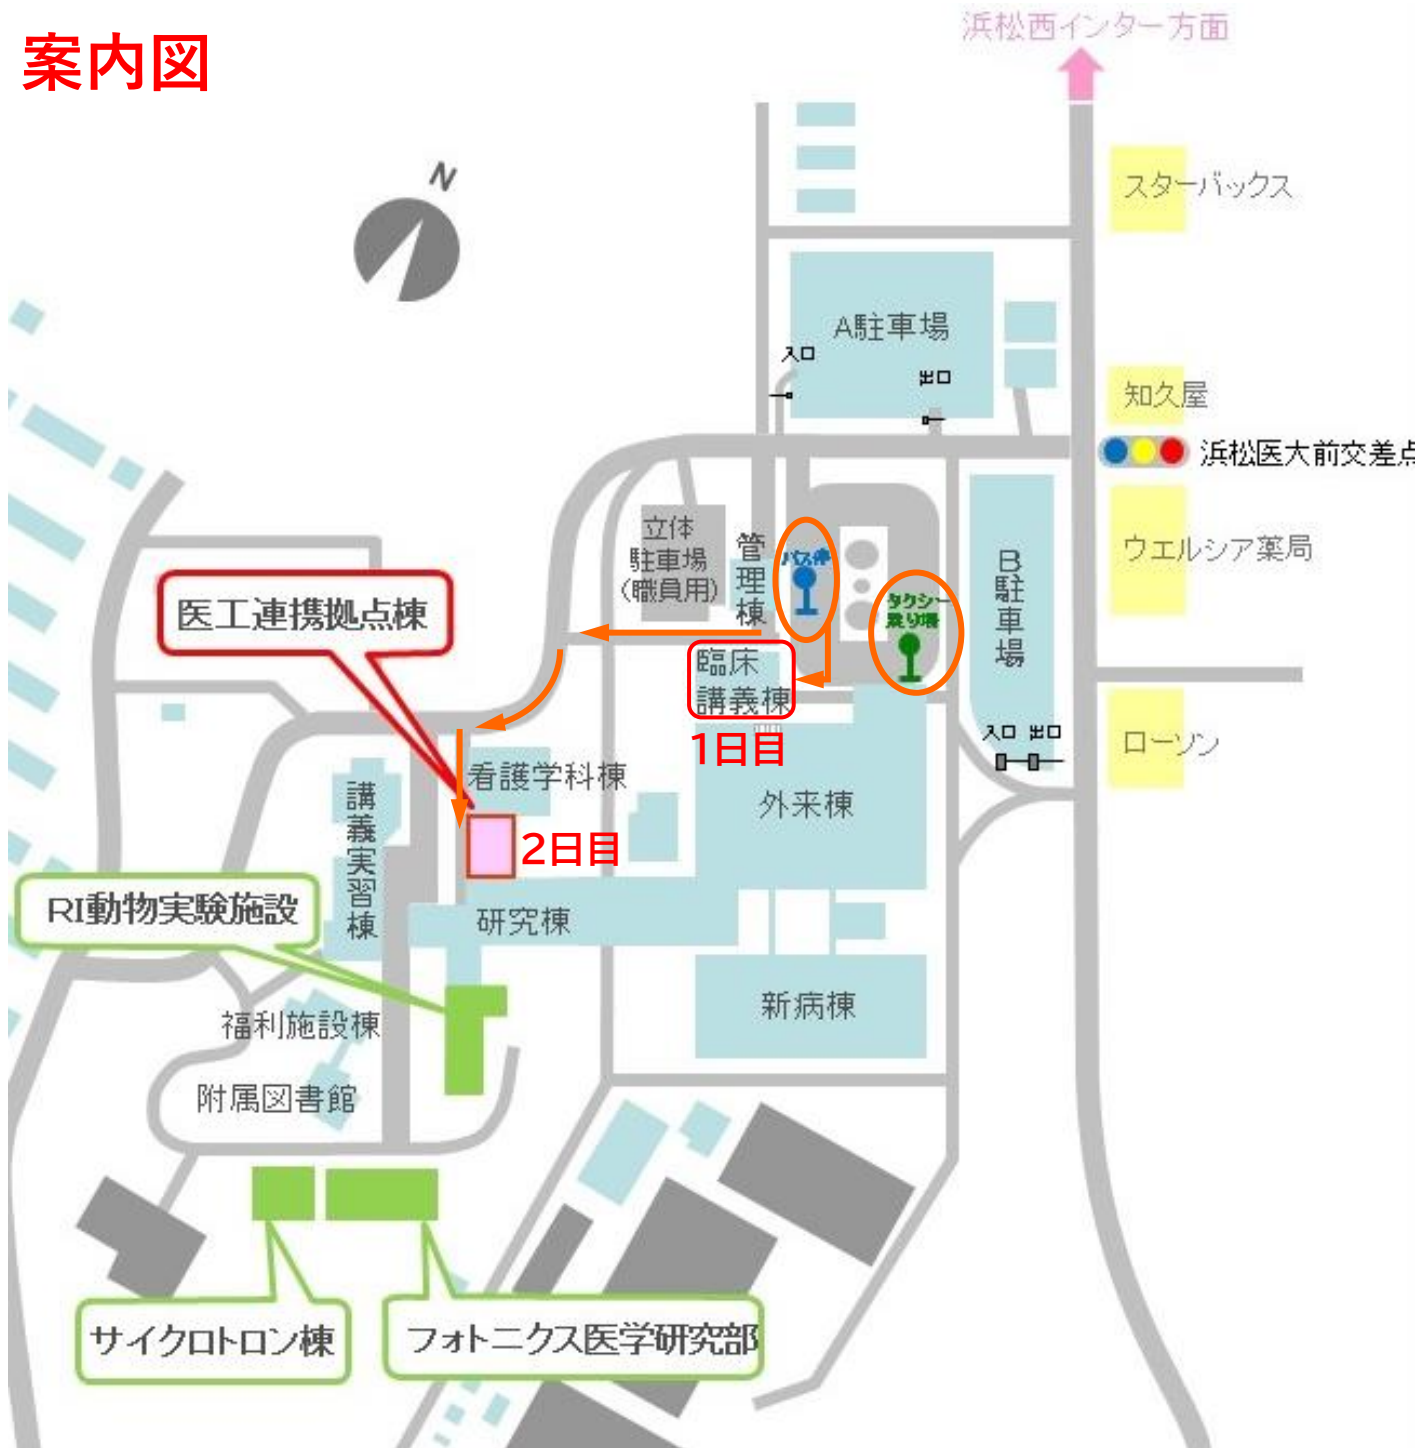 浜松西インター方面
案内図
N
スターバックス
A駐車場
入口
出口
知久屋
浜松医大前交差点
立体
駐車場
(職員用)
管理棟
バス停
タクシー
乗り場
B駐車場
ウエルシア薬局
医工連携拠点棟
臨床
講義棟
1日目
入口 出口
ローソン
看護学科棟
講義実習棟
外来棟
2日目
RI動物実験施設
研究棟
新病棟
福利施設棟
附属図書館
サイクロトロン棟
フォトニクス医学研究部